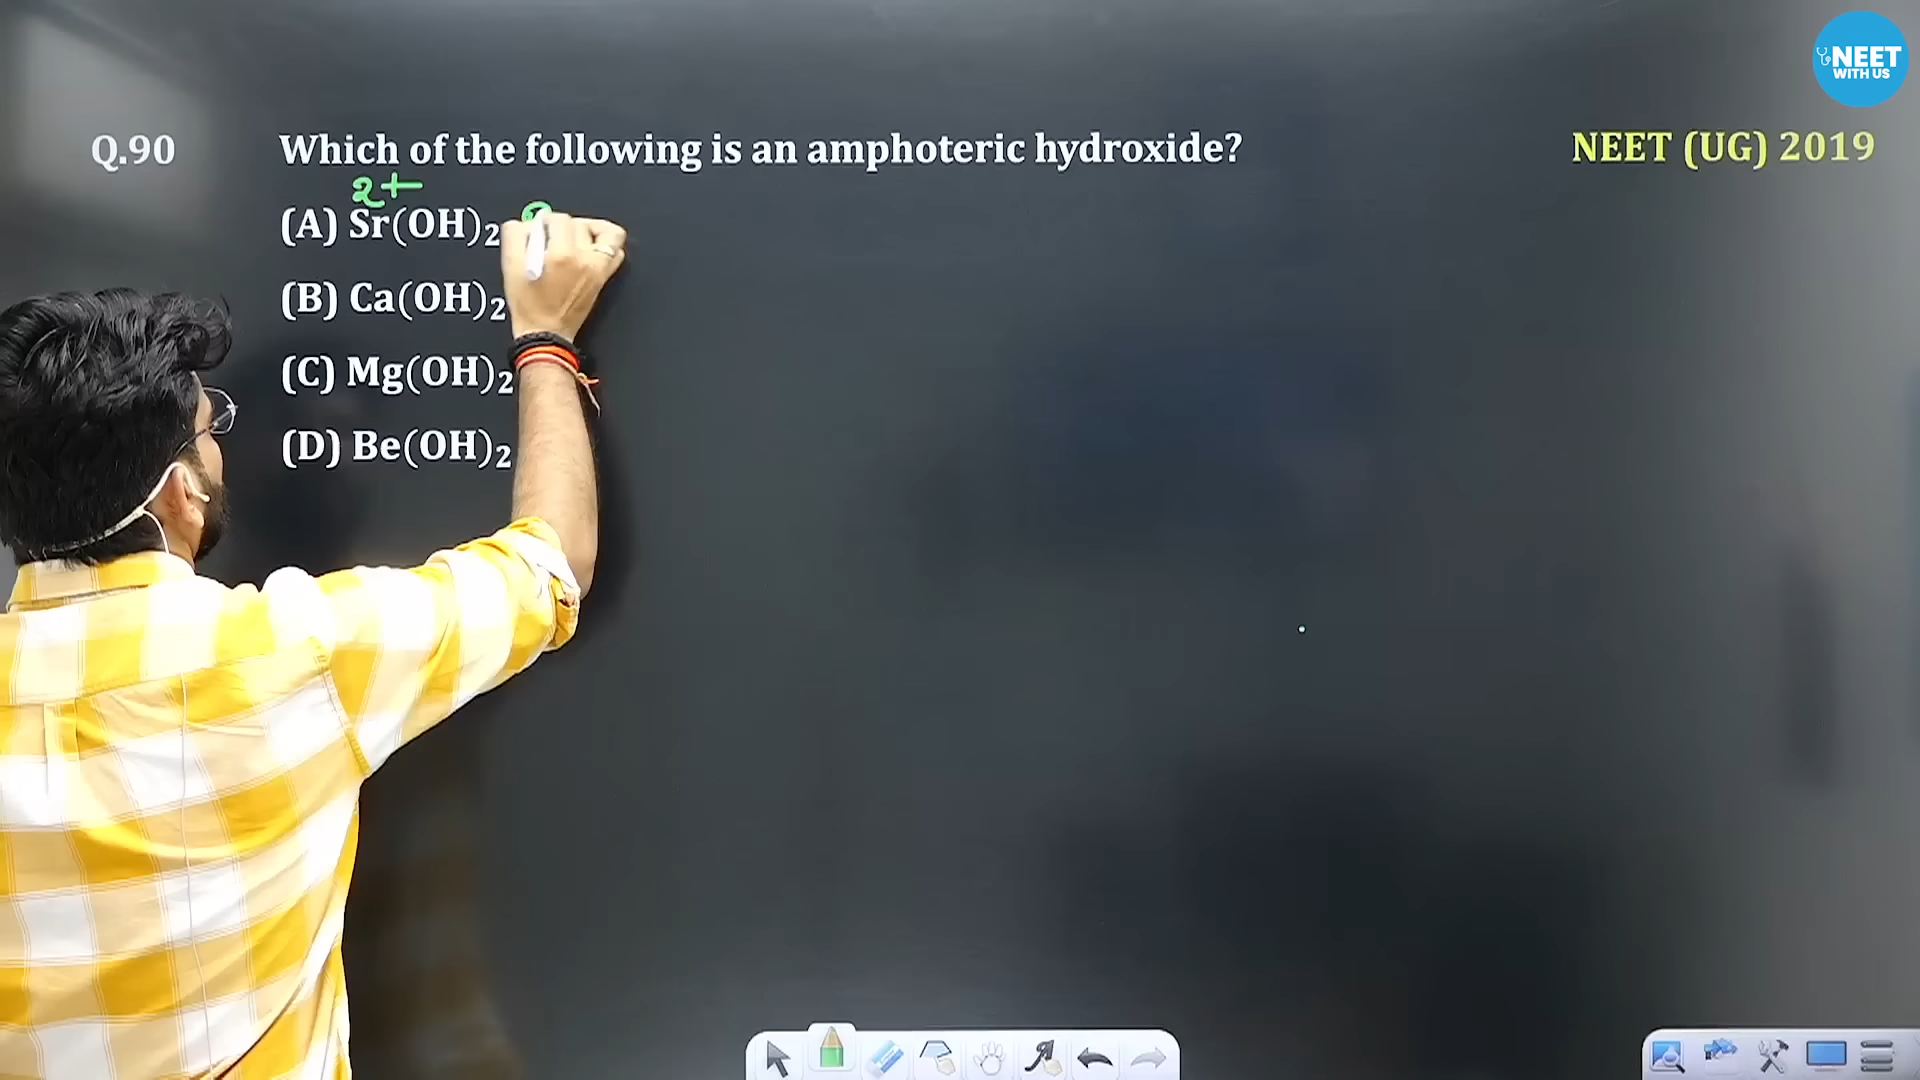 NEET
WITH US
Q.90 Which of the following is an amphoteric hydroxide? NEET (UG) 2019
2+
(A) Sr(OH)₂
(B) Ca(OH)₂
(C) Mg(OH)₂
(D) Be(OH)₂